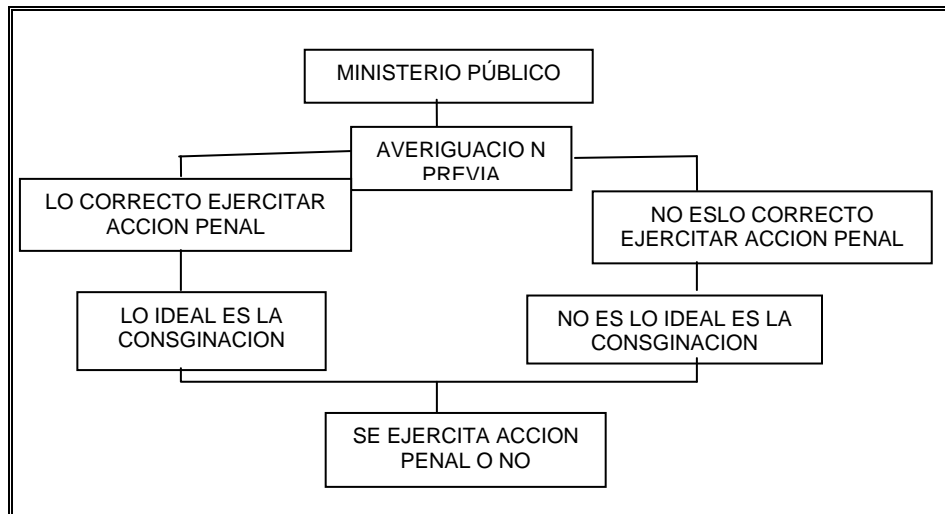 MINISTERIO PÚBLICO
AVERIGUACIO N
PREVIA
LO CORRECTO EJERCITAR
ACCION PENAL
NO ESLO CORRECTO
EJERCITAR ACCION PENAL
LO IDEAL ES LA
CONSGINACION
NO ES LO IDEAL ES LA
CONSGINACION
SE EJERCITA ACCION
PENAL O NO